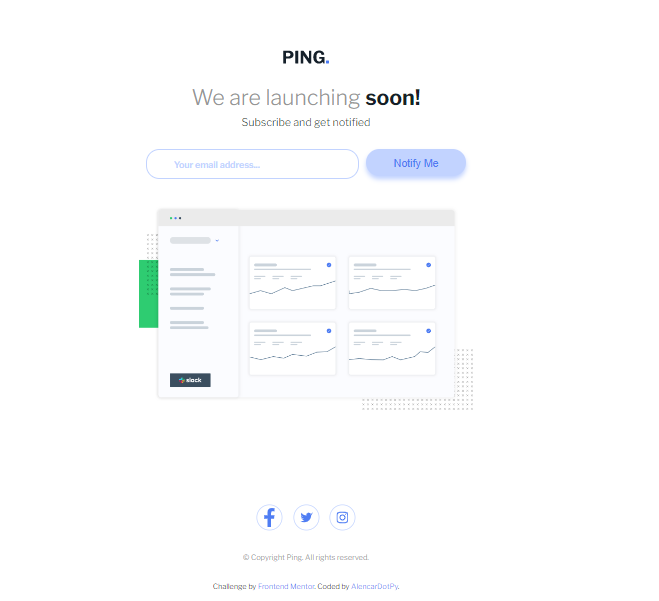 PING.
We are launching soon!
Subscribe and get notified
Your email address...
Notify Me
slack
© Copyright Ping. All rights reserved.
Challenge by Frontend Mentor. Coded by AlencarDotPy.